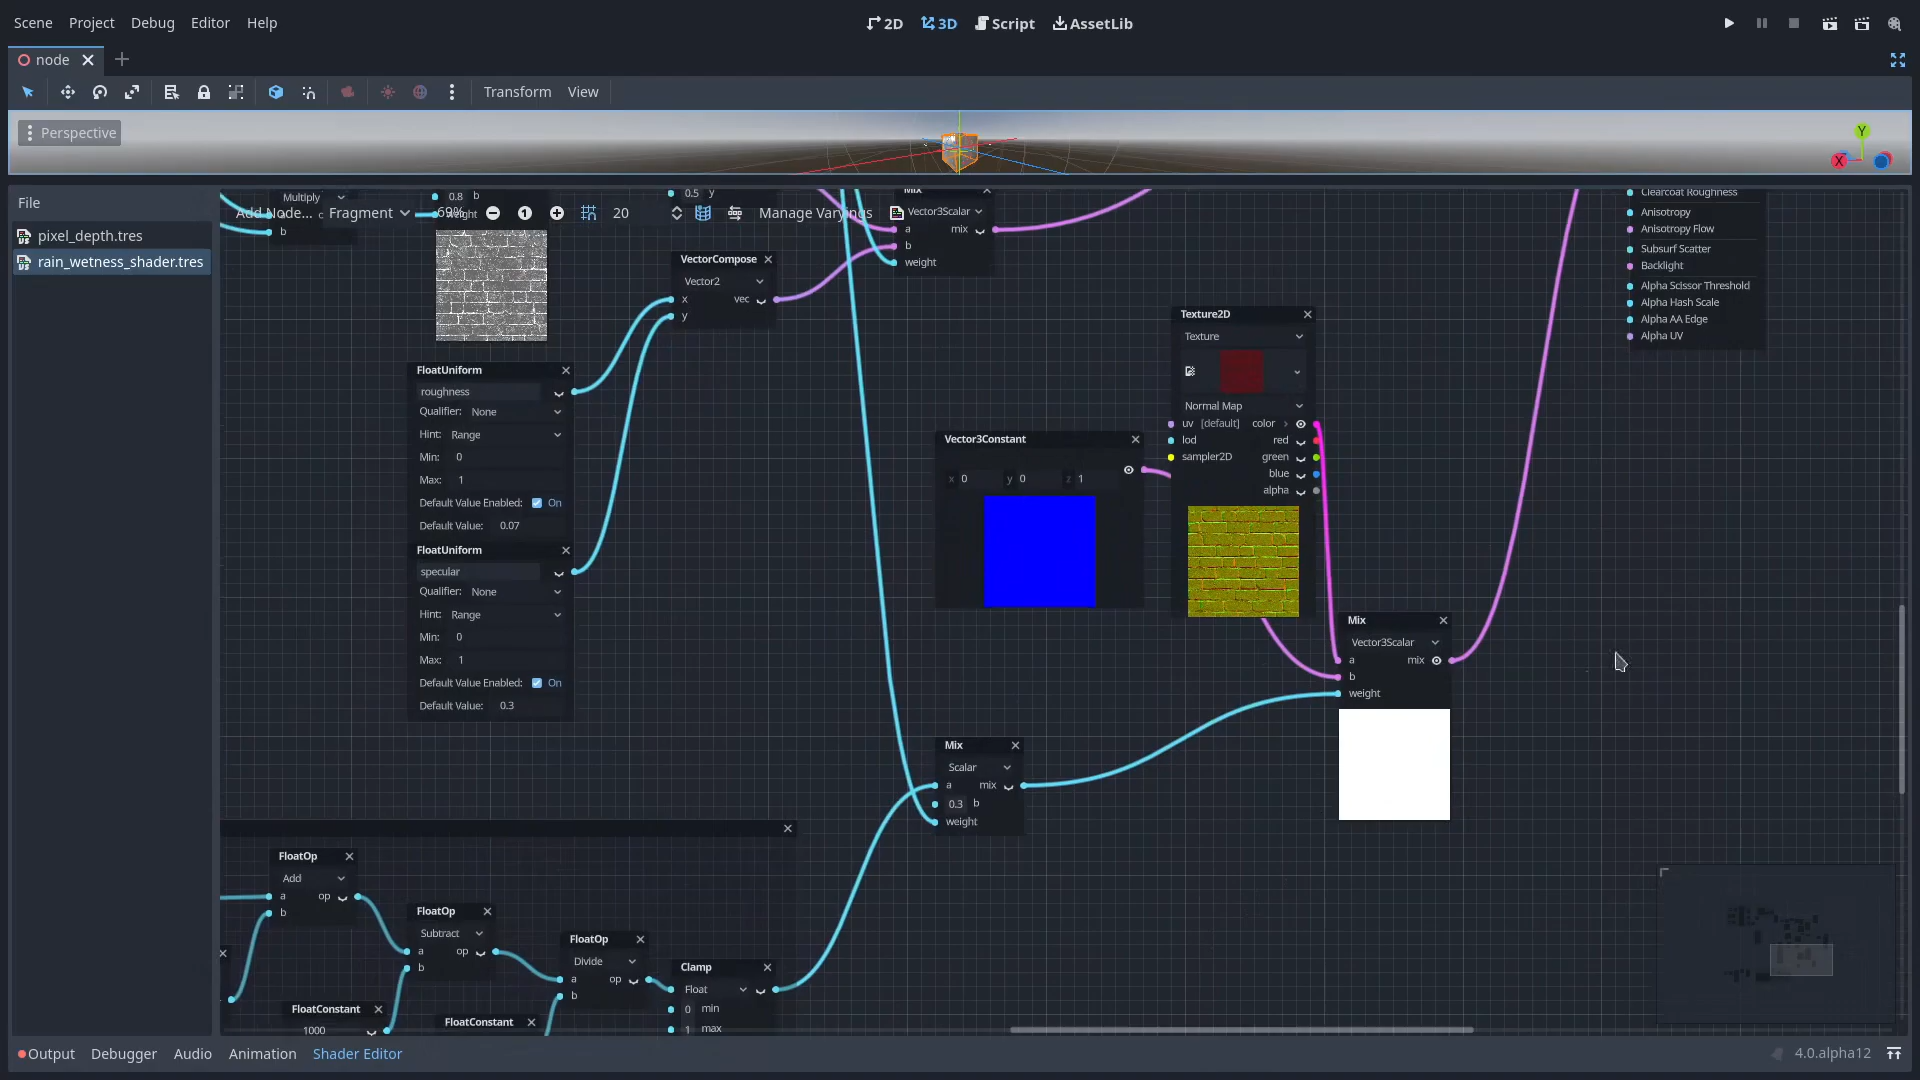 Scene Project Debug Editor Help
2D 3D Script AssetLib
node
Transform View
Perspective
File
pixel_depth.tres
rain_wetness_shader.tres
Multiply
b
0.8 b
weight
0.5 y
Mix
Clearcoat Roughness
Add Node... Fragment 69% 1 20 Manage Varyings
Vector3Scalar
a mix
b
weight
Anisotropy
Anisotropy Flow
Subsurf Scatter
Backlight
Alpha Scissor Threshold
Alpha Hash Scale
Alpha AA Edge
Alpha UV
VectorCompose
Vector2
x vec
y
FloatUniform
roughness
Qualifier: None
Hint: Range
Min: 0
Max: 1
Default Value Enabled: On
Default Value: 0.07
FloatUniform
specular
Qualifier: None
Hint: Range
Min: 0
Max: 1
Default Value Enabled: On
Default Value: 0.3
Texture2D
Texture
Normal Map
uv [default] color
lod red
sampler2D green
blue
alpha
Vector3Constant
x 0 y 0 z 1
Mix
Vector3Scalar
a mix
b
weight
Mix
Scalar
a mix
0.3 b
weight
FloatOp
Add
a op
b
FloatOp
Subtract
a op
b
FloatOp
Divide
a op
b
Clamp
Float
0 min
1 max
FloatConstant
1000
FloatConstant
Output Debugger Audio Animation Shader Editor
4.0.alpha12
X Y